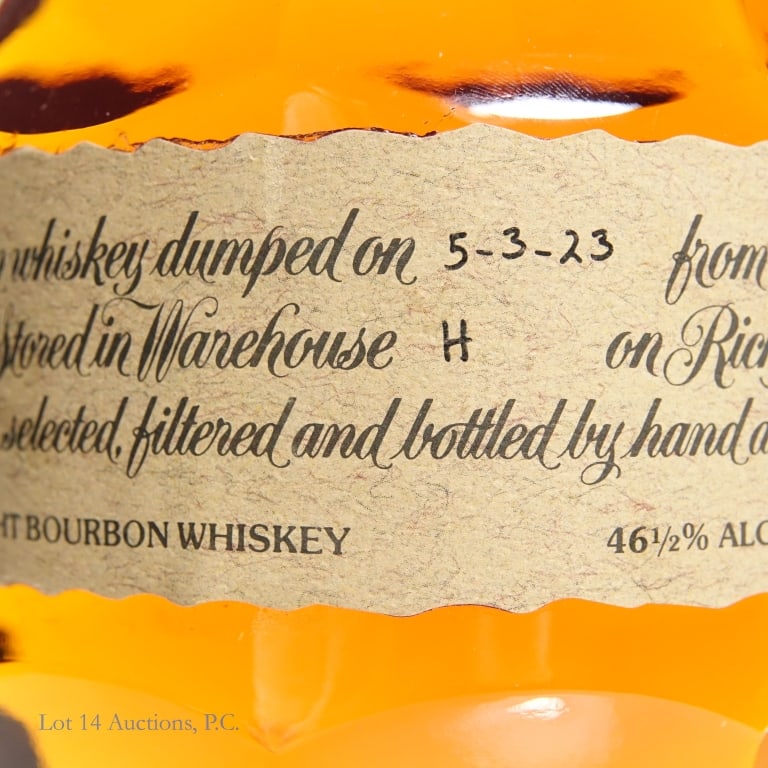 whiskey dumped on 5-3-23 from
Stored in Warehouse H on Rick
selected, filtered and bottled by hand a
HT BOURBON WHISKEY 46½% ALC
Lot 14 Auctions, P.C.